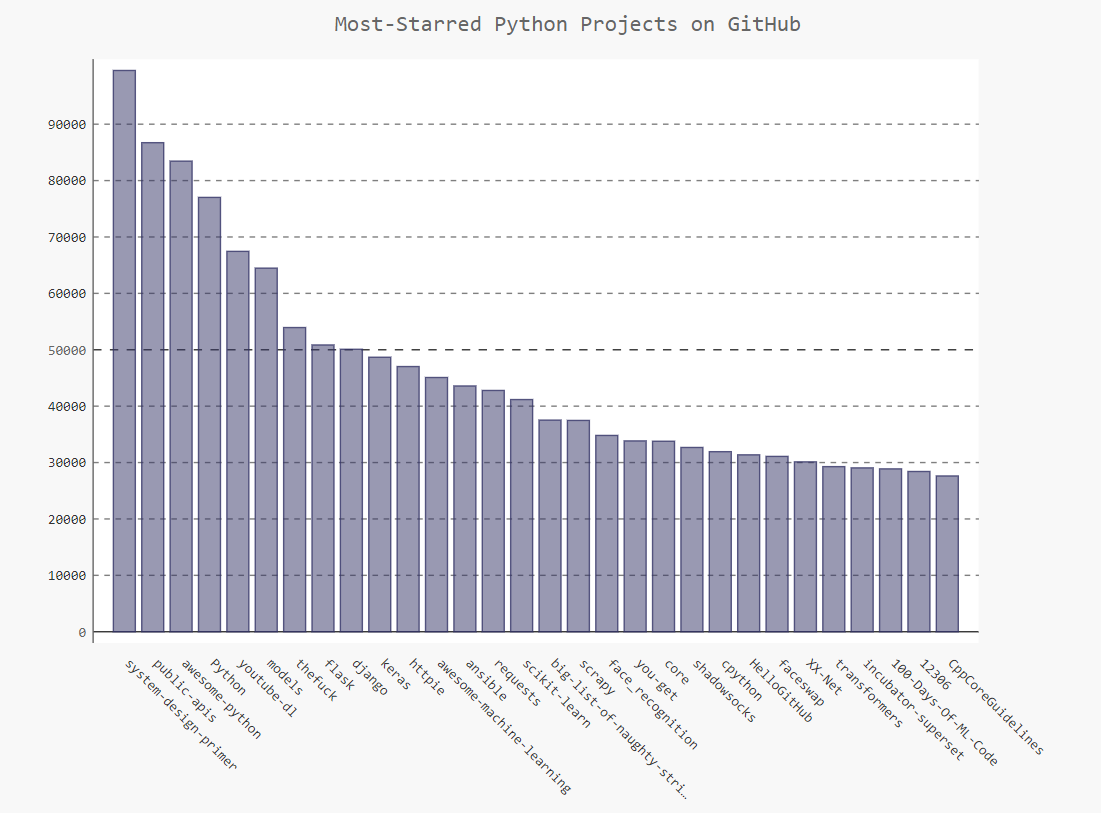 Most-Starred Python Projects on GitHub
90000
80000
70000
60000
50000
40000
30000
20000
10000
0
system-design-primer
public-apis
awesome-python
Python
youtube-dl
models
thefuck
flask
django
keras
httpie
awesome-machine-learning
ansible
requests
scikit-learn
big-list-of-naughty-stri…
scrapy
face_recognition
you-get
core
shadowsocks
cpython
HelloGitHub
faceswap
XX-Net
transformers
incubator-superset
100-Days-Of-ML-Code
12306
CppCoreGuidelines